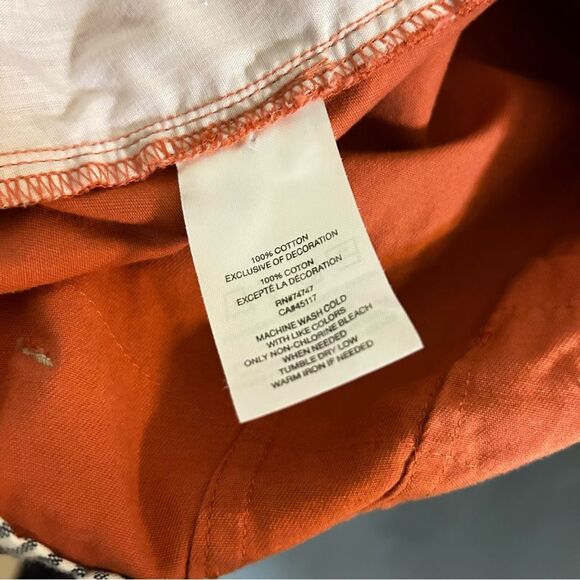 100% COTTON
EXCLUSIVE OF DECORATION
100% COTON
EXCEPTÉ LA DÉCORATION
RN#74747
CA#45117
MACHINE WASH COLD
WITH LIKE COLORS
ONLY NON-CHLORINE BLEACH
WHEN NEEDED
TUMBLE DRY LOW
WARM IRON IF NEEDED